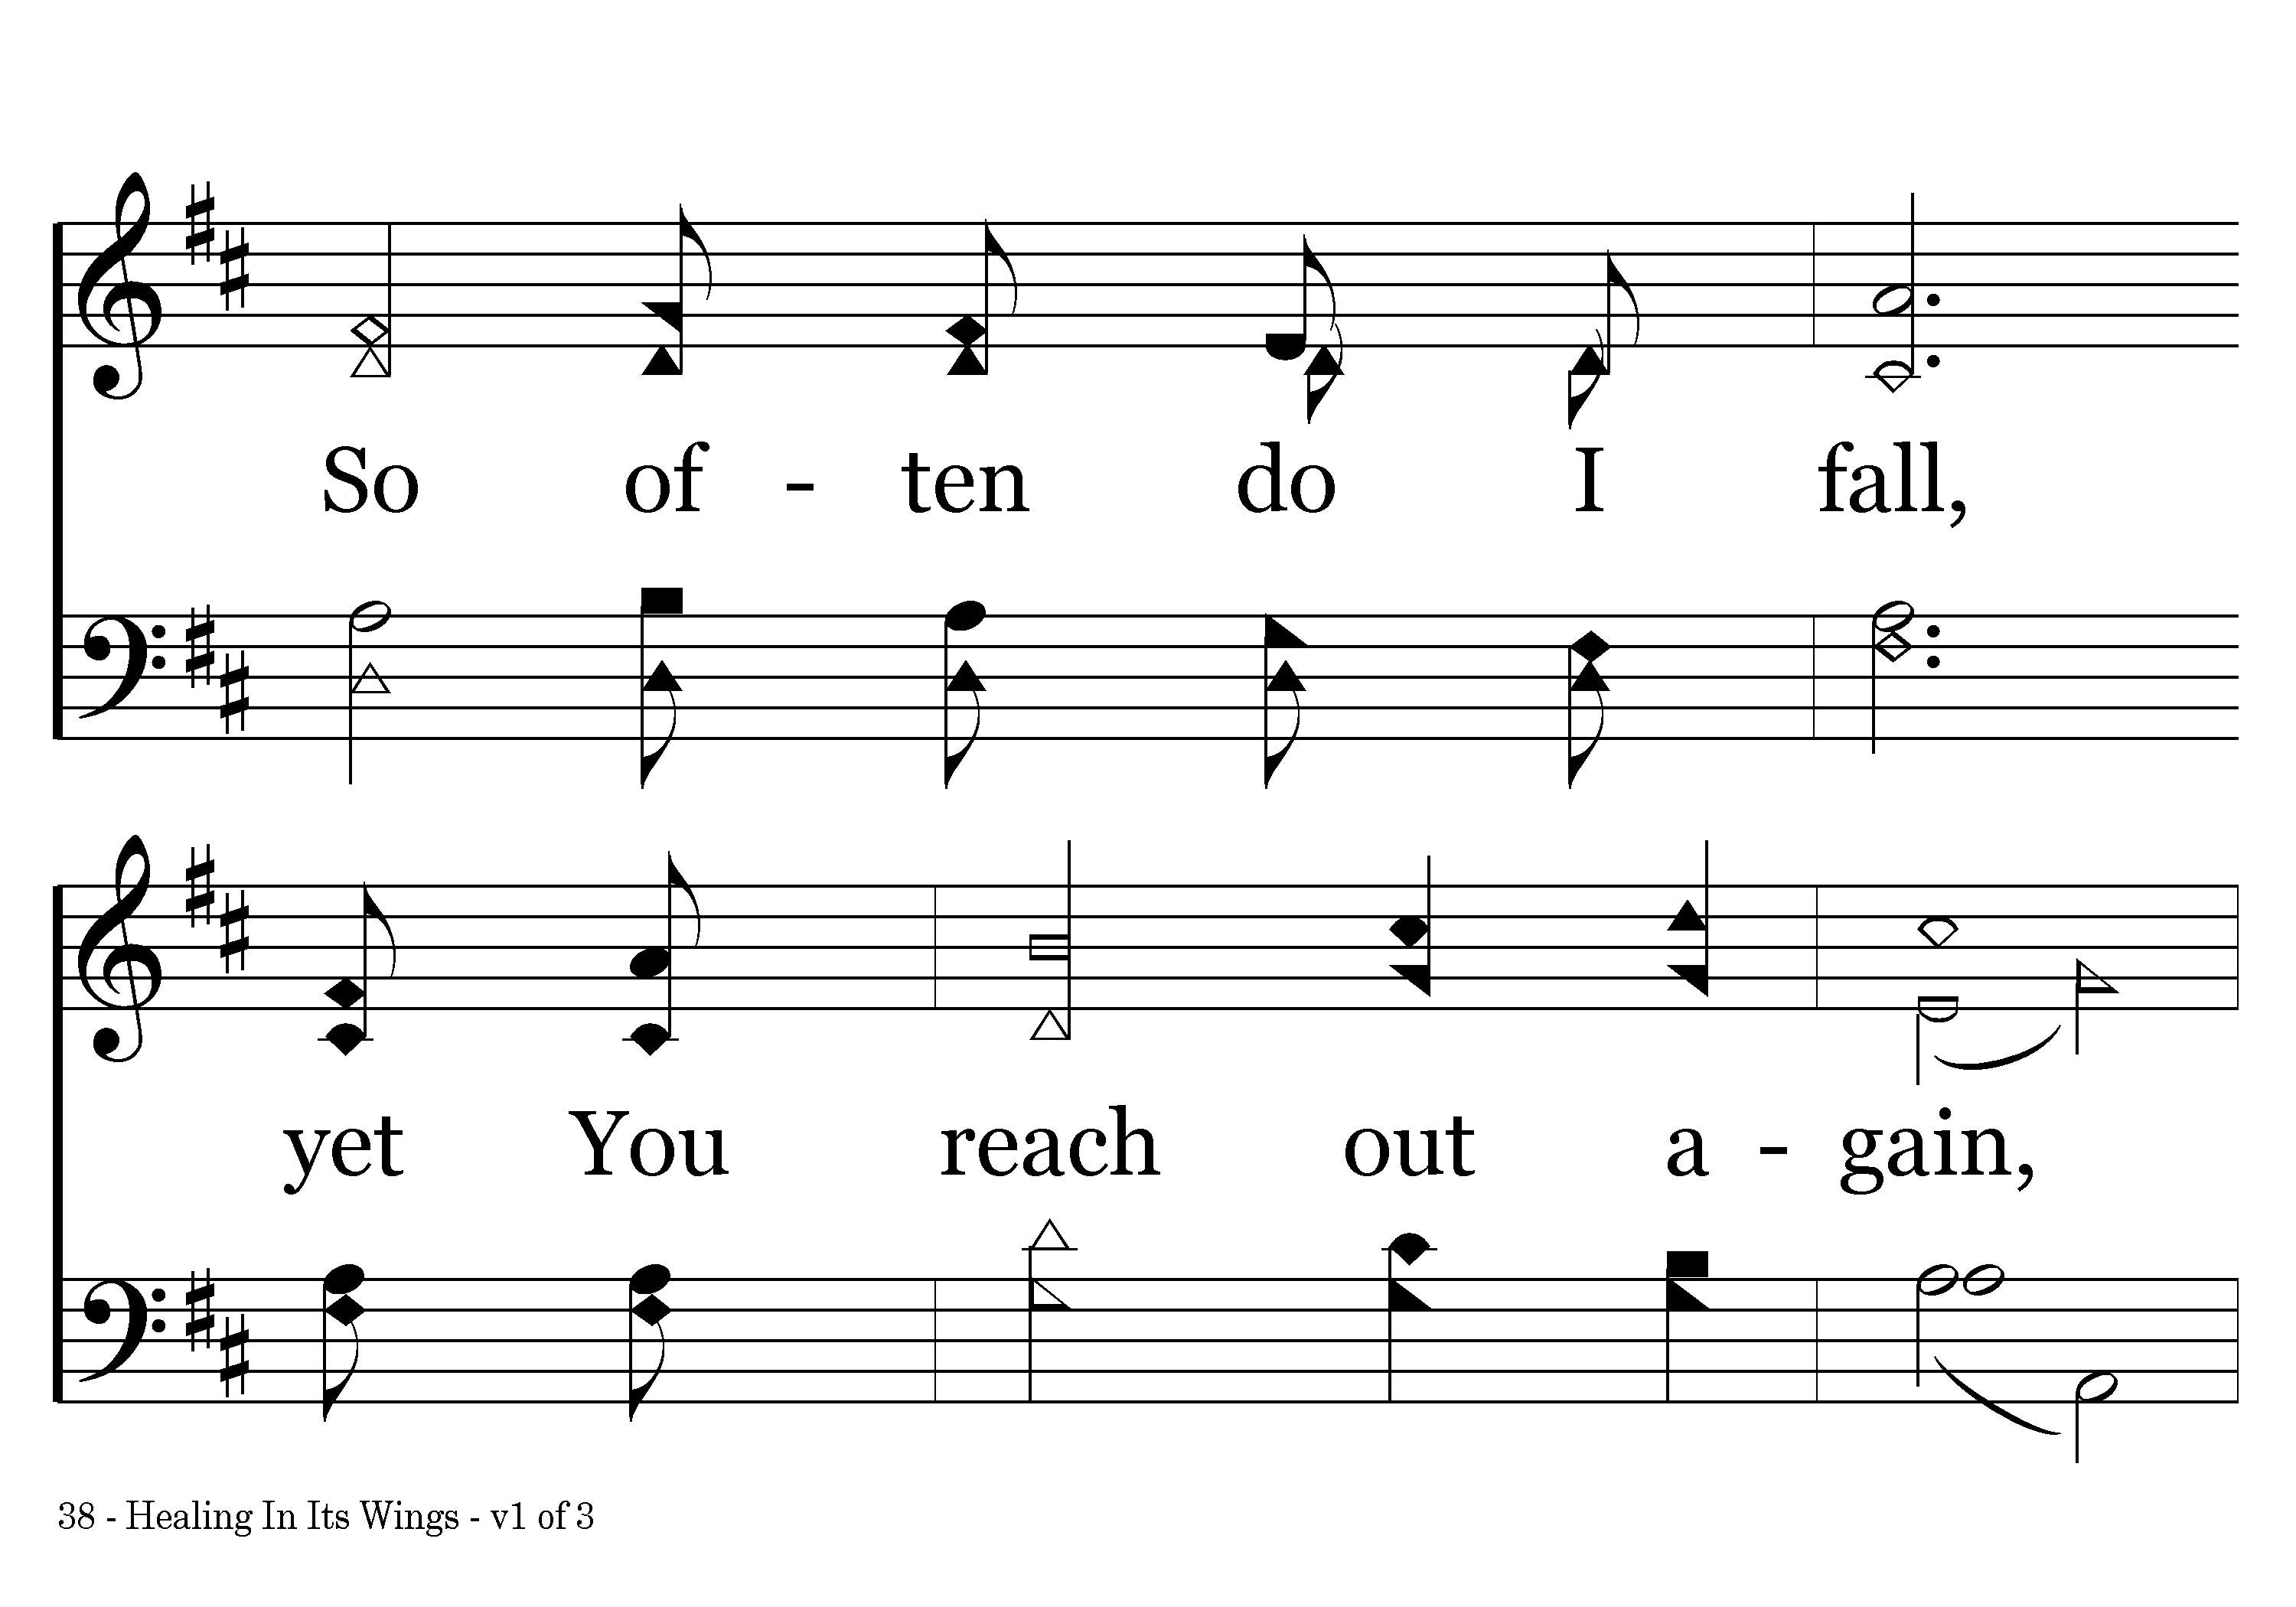 So of - ten do I fall,
yet You reach out a - gain,
38 - Healing In Its Wings - v1 of 3